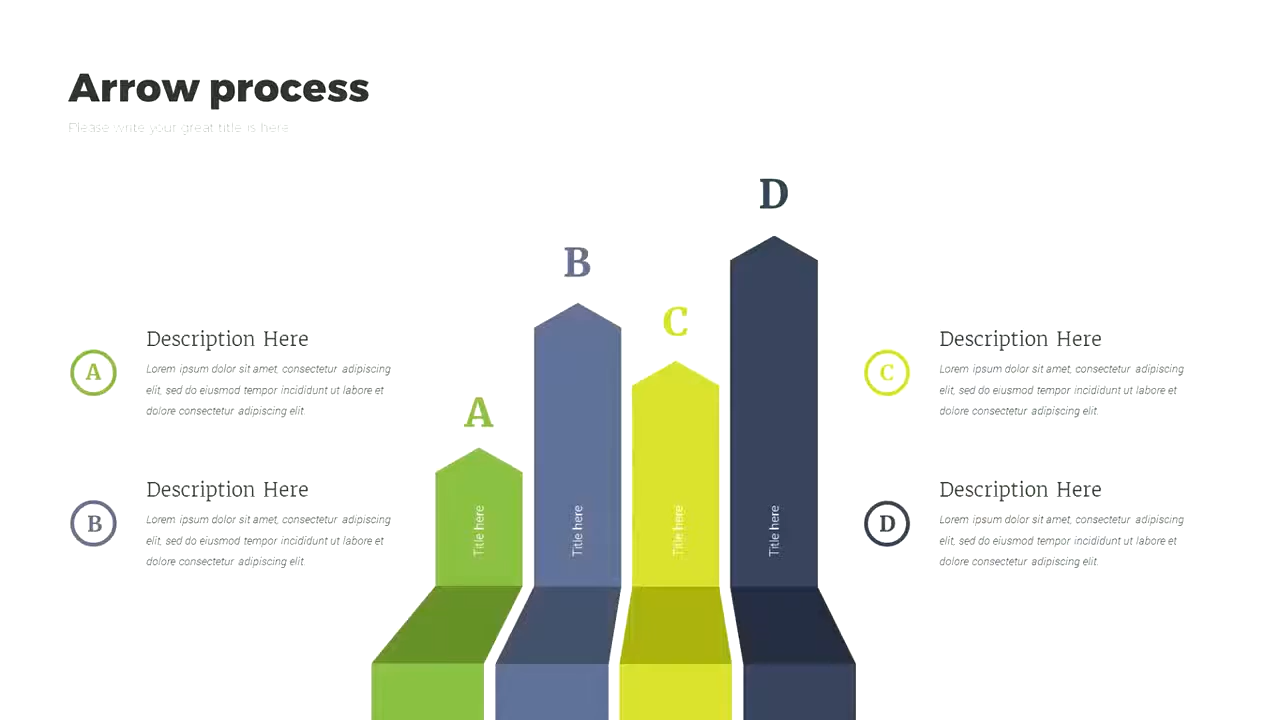 Arrow process
Please write your great title is here
D
B
C
A
A
Description Here
Lorem ipsum dolor sit amet, consectetur adipiscing
elit, sed do eiusmod tempor incididunt ut labore et
dolore consectetur adipiscing elit.
B
Description Here
Lorem ipsum dolor sit amet, consectetur adipiscing
elit, sed do eiusmod tempor incididunt ut labore et
dolore consectetur adipiscing elit.
Title here
Title here
Title here
Title here
C
Description Here
Lorem ipsum dolor sit amet, consectetur adipiscing
elit, sed do eiusmod tempor incididunt ut labore et
dolore consectetur adipiscing elit.
D
Description Here
Lorem ipsum dolor sit amet, consectetur adipiscing
elit, sed do eiusmod tempor incididunt ut labore et
dolore consectetur adipiscing elit.